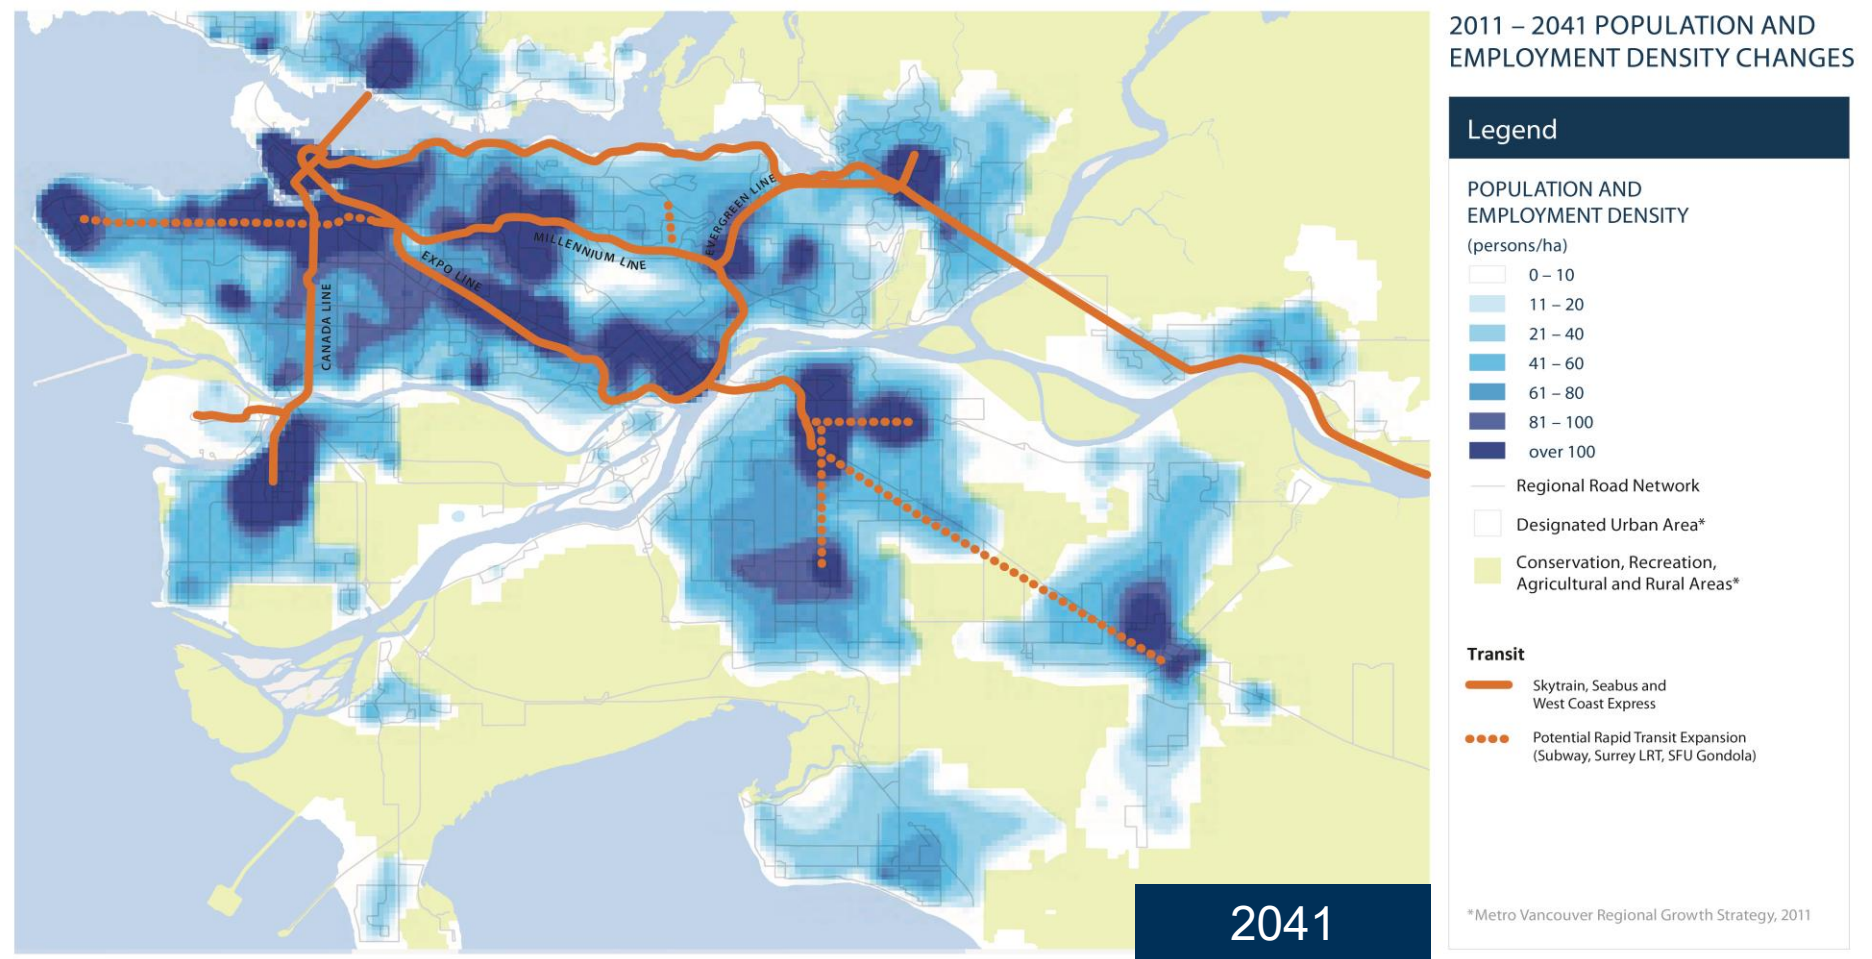 2011 – 2041 POPULATION AND
EMPLOYMENT DENSITY CHANGES
Legend
POPULATION AND
EMPLOYMENT DENSITY
(persons/ha)
0 – 10
11 – 20
21 – 40
41 – 60
61 – 80
81 – 100
over 100
Regional Road Network
Designated Urban Area*
Conservation, Recreation,
Agricultural and Rural Areas*
Transit
Skytrain, Seabus and
West Coast Express
Potential Rapid Transit Expansion
(Subway, Surrey LRT, SFU Gondola)
*Metro Vancouver Regional Growth Strategy, 2011
EVERGREEN LINE
MILLENNIUM LINE
EXPO LINE
CANADA LINE
2041